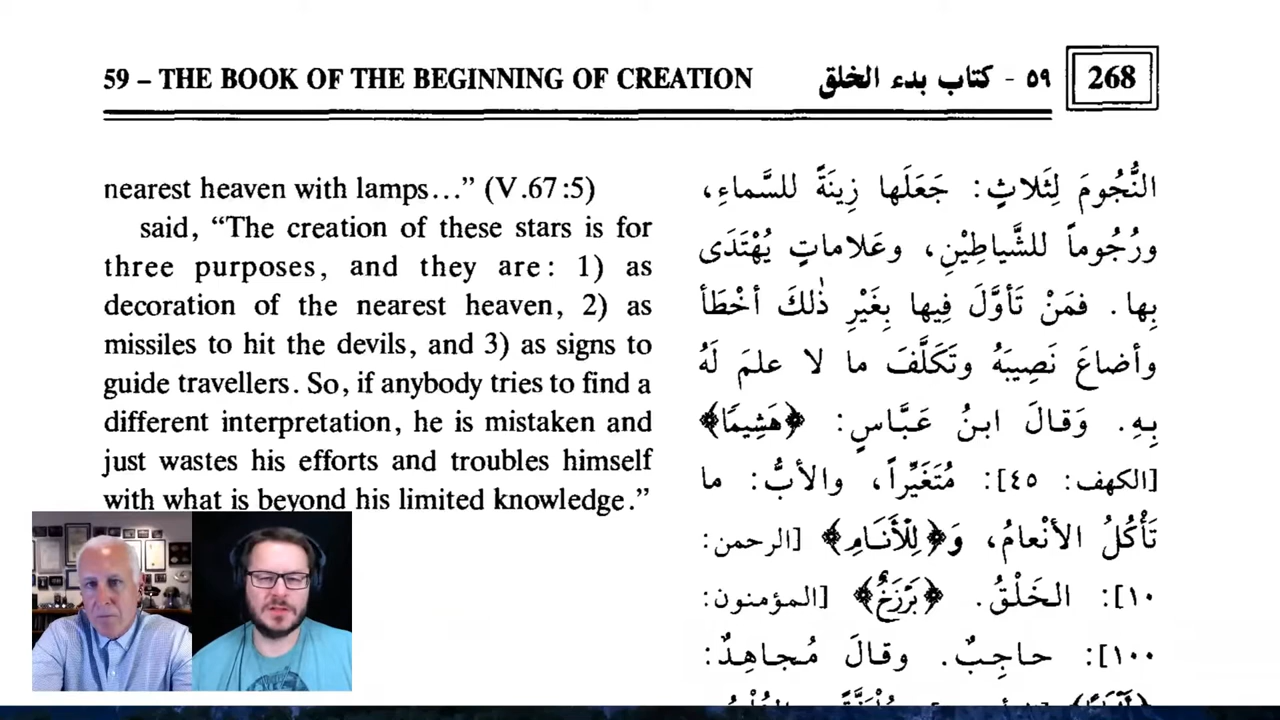 59 – THE BOOK OF THE BEGINNING OF CREATION
٥٩ - كتاب بدء الخلق
268
nearest heaven with lamps…” (V.67:5)
said, “The creation of these stars is for
three purposes, and they are: 1) as
decoration of the nearest heaven, 2) as
missiles to hit the devils, and 3) as signs to
guide travellers. So, if anybody tries to find a
different interpretation, he is mistaken and
just wastes his efforts and troubles himself
with what is beyond his limited knowledge.”
النُّجُومَ لِثَلاثٍ: جَعَلَها زِينَةً للسَّماءِ،
ورُجُوماً للشَّياطِيْنِ، وعَلاماتٍ يُهْتَدَى
بِها. فمَنْ تَأوَّلَ فِيها بِغَيْرِ ذٰلكَ أخْطَأ
وأضاعَ نَصِيبَهُ وتَكَلَّفَ ما لا علمَ لَهُ
بِهِ. وَقالَ ابنُ عَبَّاسٍ: ﴿هَشِيمًا﴾
[الكهف: ٤٥]: مُتَغَيِّراً، والأبُّ: ما
تَأْكُلُ الأنْعامُ، وَ﴿لِلْأَنَامِ﴾ [الرحمن:
١٠]: الخَلْقُ. ﴿بَرْزَخٌ﴾ [المؤمنون:
١٠٠]: حاجِبٌ. وقالَ مُجاهِدٌ: